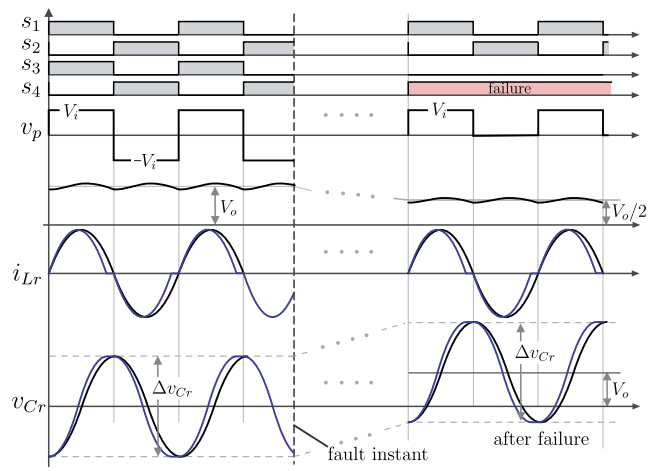 s1
s2
s3
s4
failure
vp
Vi
-Vi
Vi
Vo
Vo/2
iLr
vCr
ΔvCr
ΔvCr
Vo
after failure
fault instant